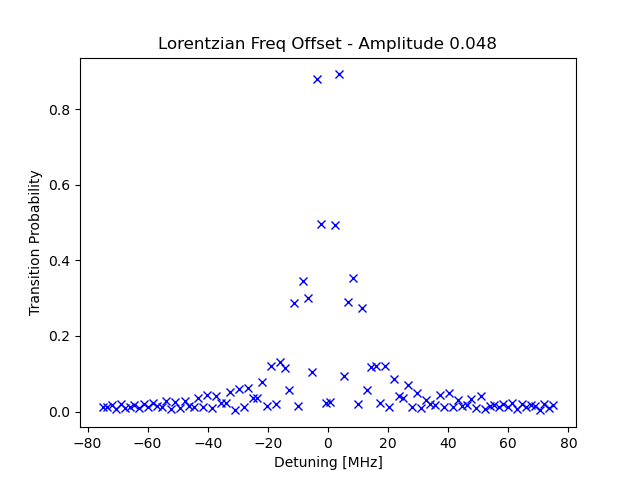 Lorentzian Freq Offset - Amplitude 0.048
Transition Probability
0.8
0.6
0.4
0.2
0.0
−80 −60 −40 −20 0 20 40 60 80
Detuning [MHz]